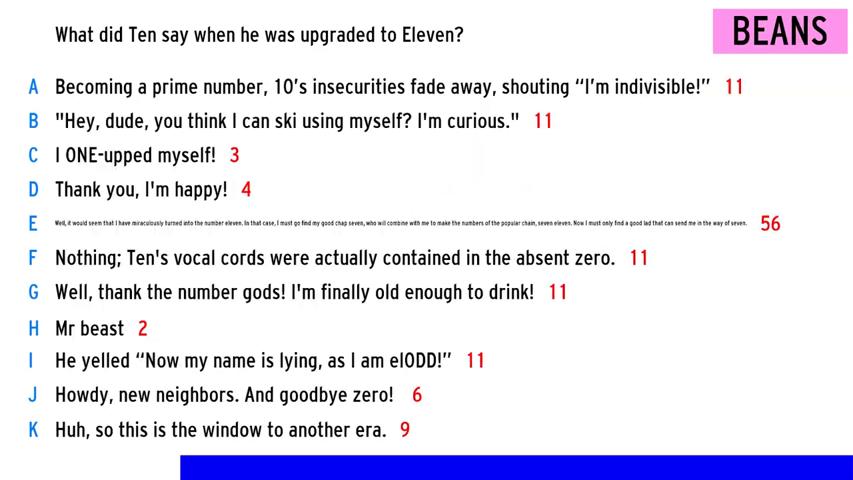 What did Ten say when he was upgraded to Eleven?
BEANS
A Becoming a prime number, 10’s insecurities fade away, shouting “I’m indivisible!” 11
B "Hey, dude, you think I can ski using myself? I'm curious." 11
C I ONE-upped myself! 3
D Thank you, I'm happy! 4
E Well, it would seem that I have miraculously turned into the number eleven. In that case, I must go find my good chap seven, who will combine with me to make the numbers of the popular chain, seven eleven. Now I must only find a good lad that can send me in the way of seven. 56
F Nothing; Ten's vocal cords were actually contained in the absent zero. 11
G Well, thank the number gods! I'm finally old enough to drink! 11
H Mr beast 2
I He yelled “Now my name is lying, as I am elODD!” 11
J Howdy, new neighbors. And goodbye zero! 6
K Huh, so this is the window to another era. 9